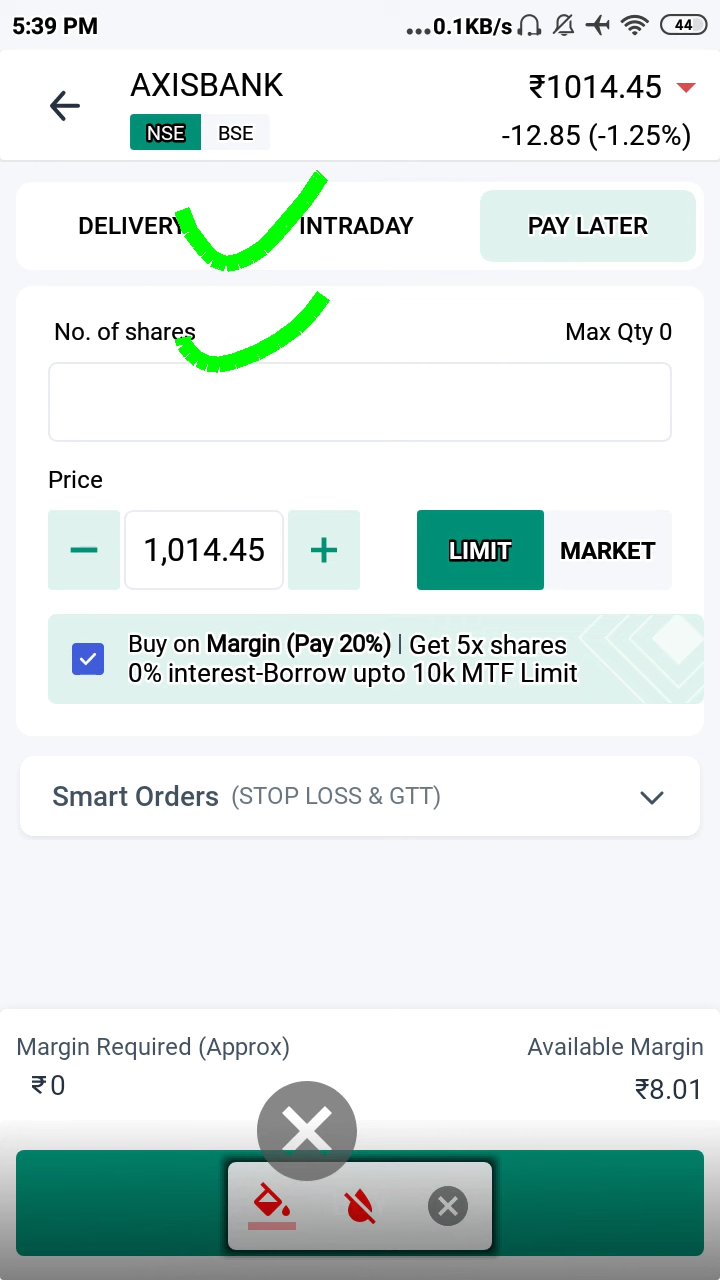 5:39 PM
...0.1KB/s
44
AXISBANK
₹1014.45
NSE BSE
-12.85 (-1.25%)
DELIVERY INTRADAY PAY LATER
No. of shares
Max Qty 0
Price
1,014.45
LIMIT MARKET
Buy on Margin (Pay 20%) | Get 5x shares
0% interest-Borrow upto 10k MTF Limit
Smart Orders (STOP LOSS & GTT)
Margin Required (Approx)
Available Margin
₹0
₹8.01